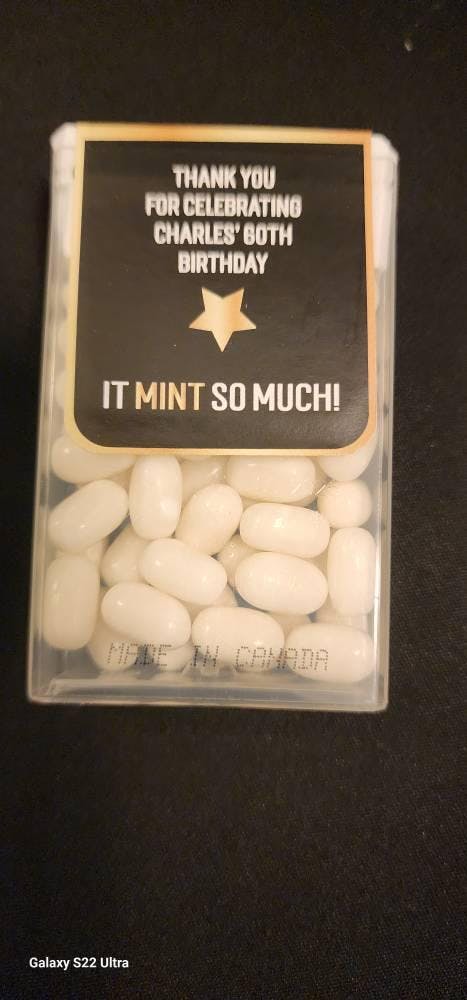 THANK YOU
FOR CELEBRATING
CHARLES' 60TH
BIRTHDAY
IT MINT SO MUCH!
MADE IN CANADA
Galaxy S22 Ultra